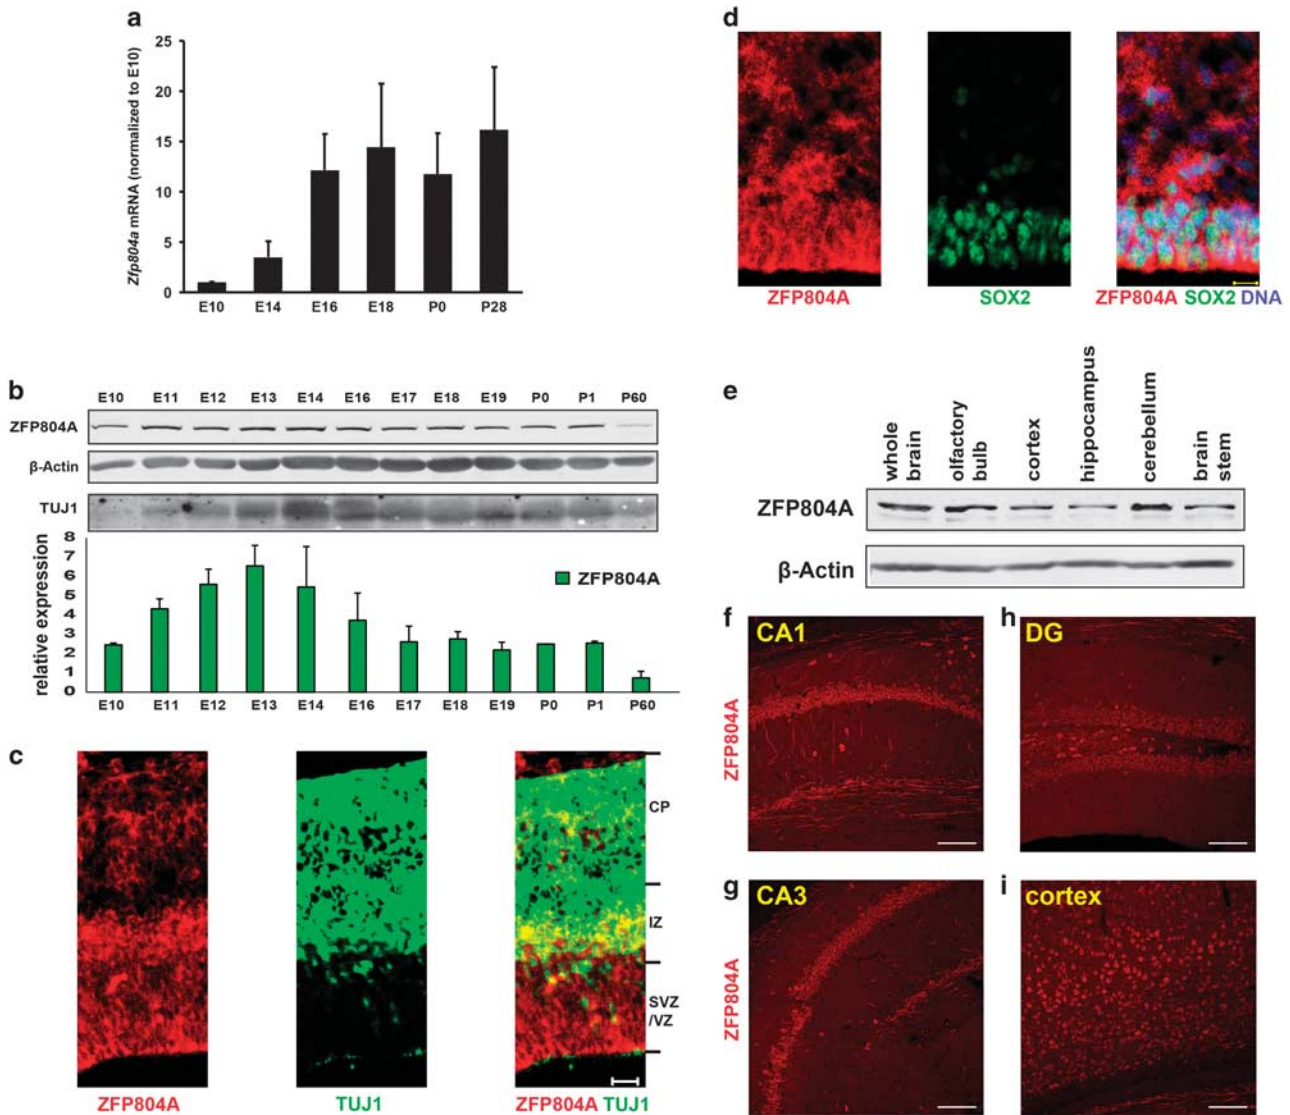 a
Zfp804a mRNA (normalized to E10)
25
20
15
10
5
0
E10 E14 E16 E18 P0 P28
b
E10 E11 E12 E13 E14 E16 E17 E18 E19 P0 P1 P60
ZFP804A
β-Actin
TUJ1
relative expression
8
7
6
5
4
3
2
1
0
ZFP804A
E10 E11 E12 E13 E14 E16 E17 E18 E19 P0 P1 P60
c
CP
IZ
SVZ
/VZ
ZFP804A
TUJ1
ZFP804A TUJ1
d
ZFP804A
SOX2
ZFP804A SOX2 DNA
e
whole
brain
olfactory
bulb
cortex
hippocampus
cerebellum
brain
stem
ZFP804A
β-Actin
f
CA1
h
DG
ZFP804A
g
CA3
i
cortex
ZFP804A